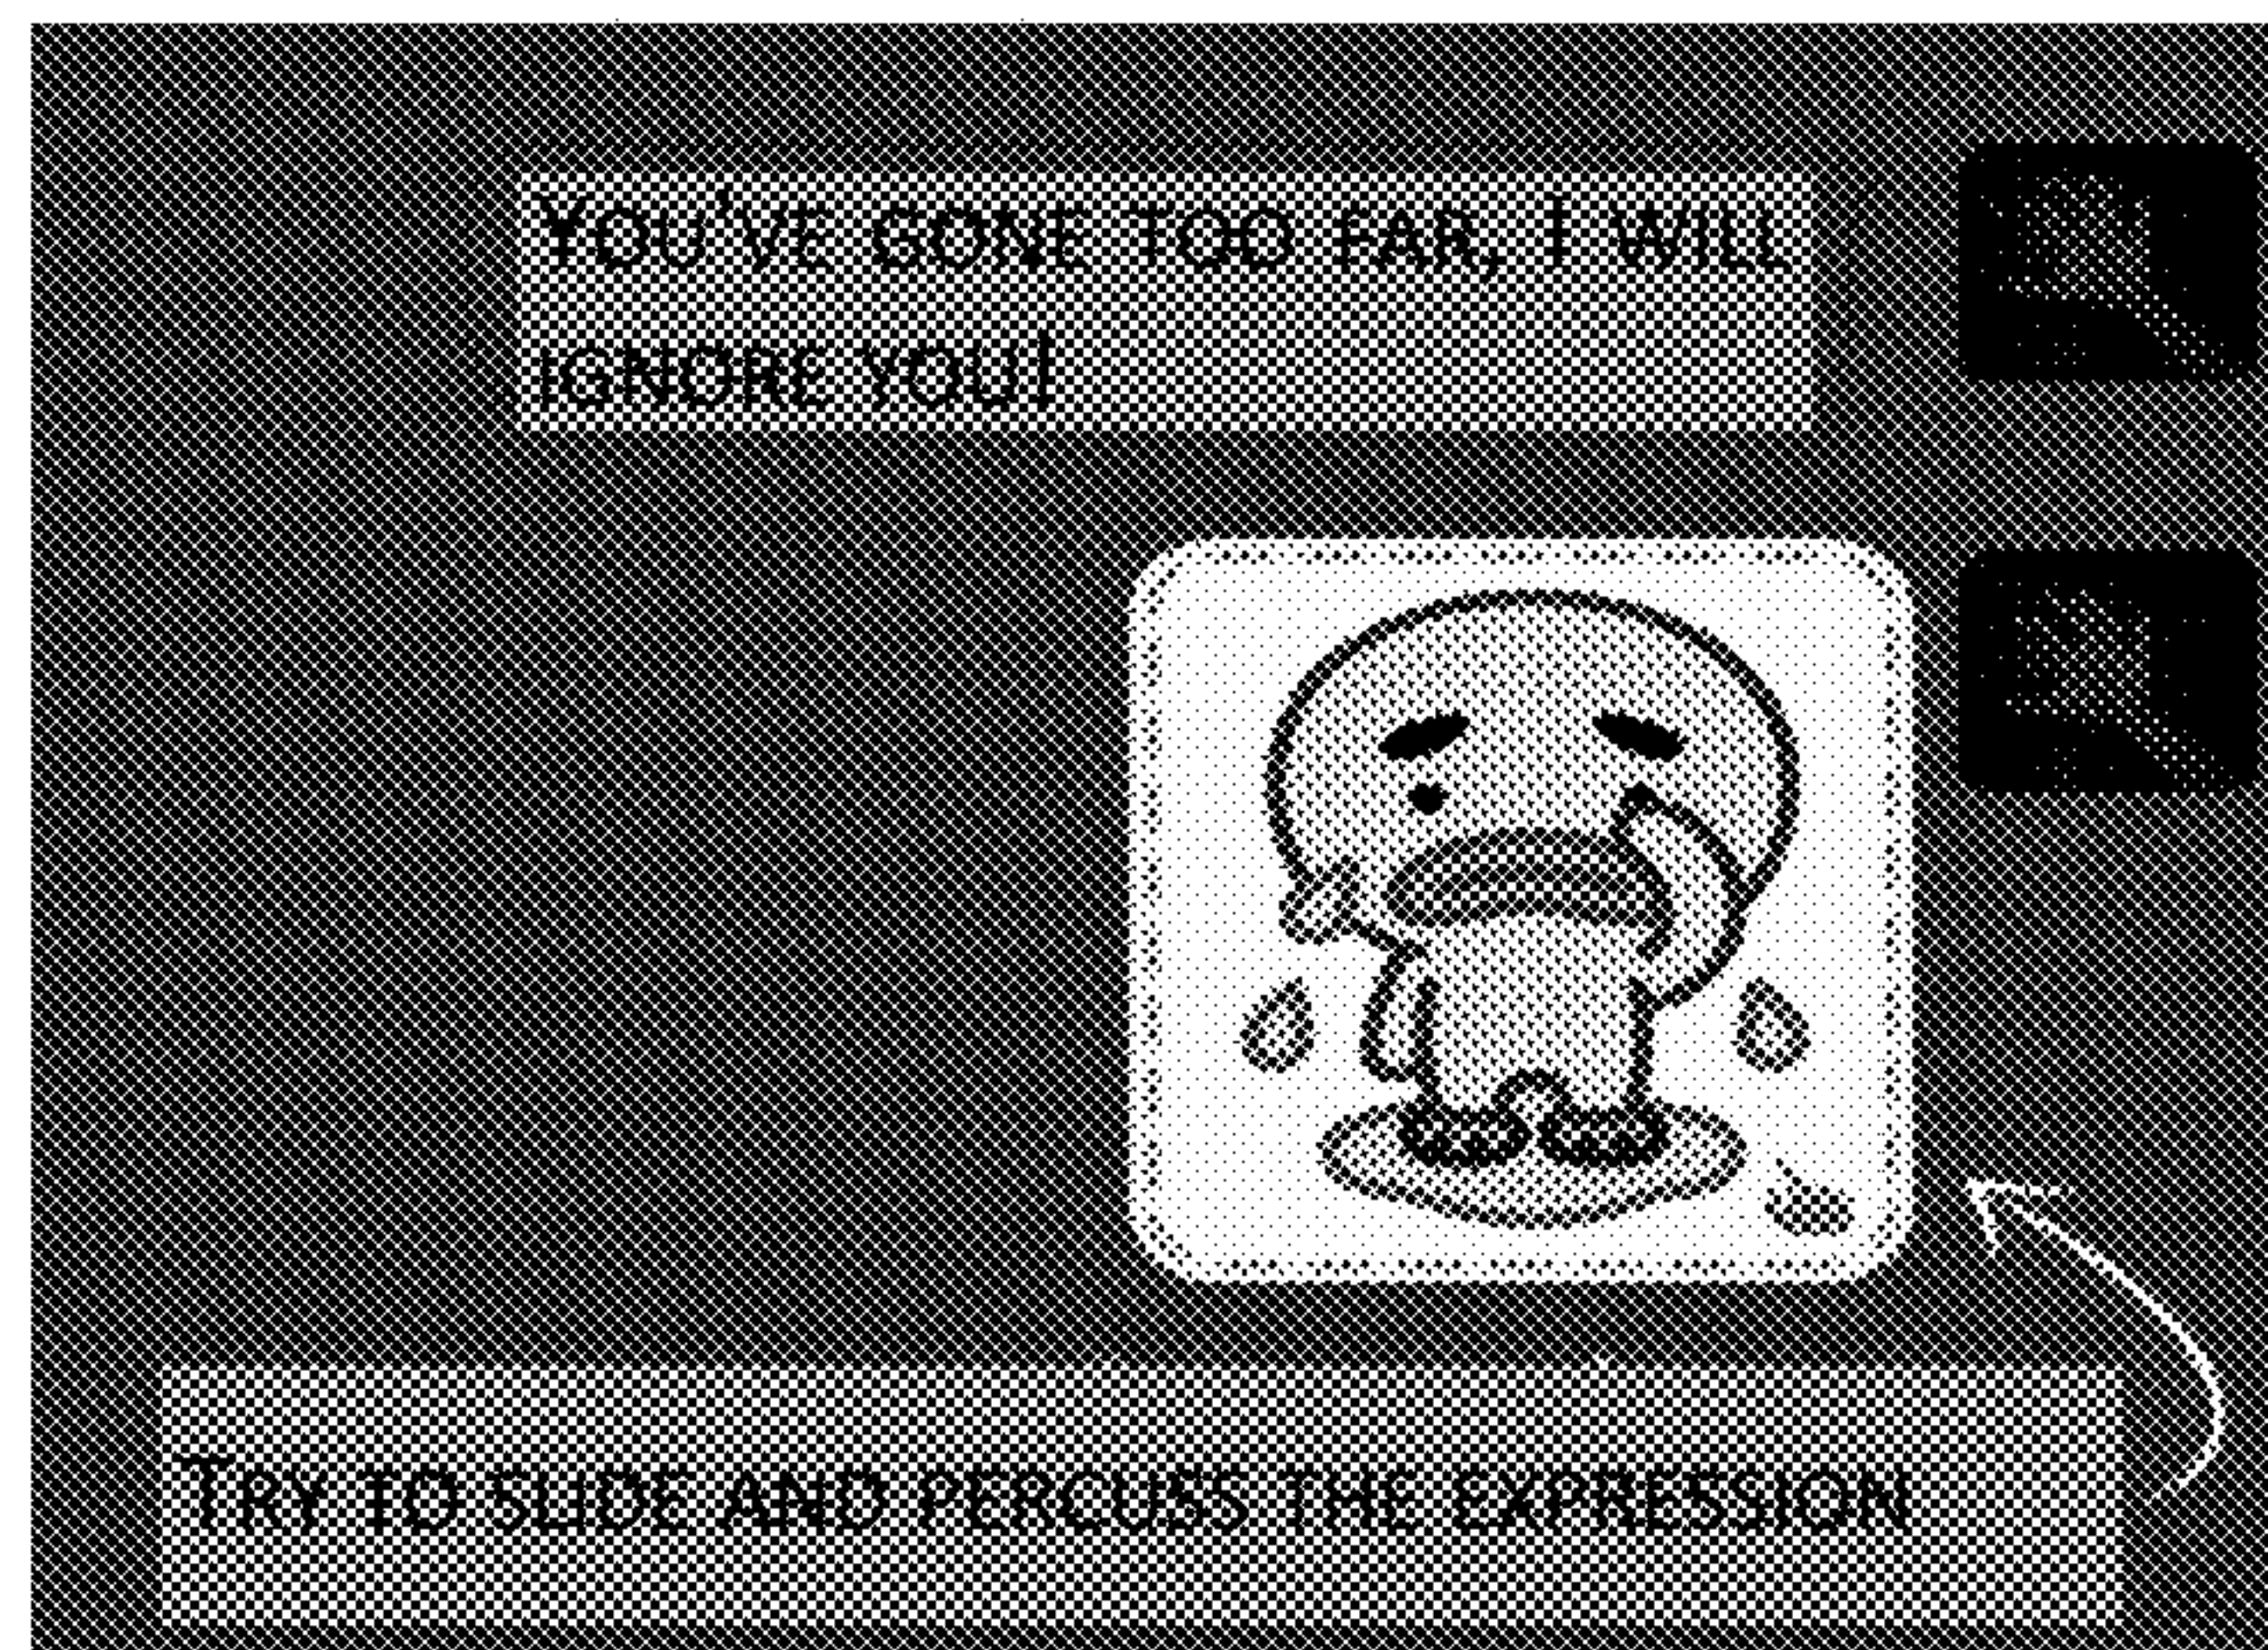 YOU'VE GONE TOO FAR, I WILL
IGNORE YOU!
TRY TO SLIDE AND PERCUSS THE EXPRESSION